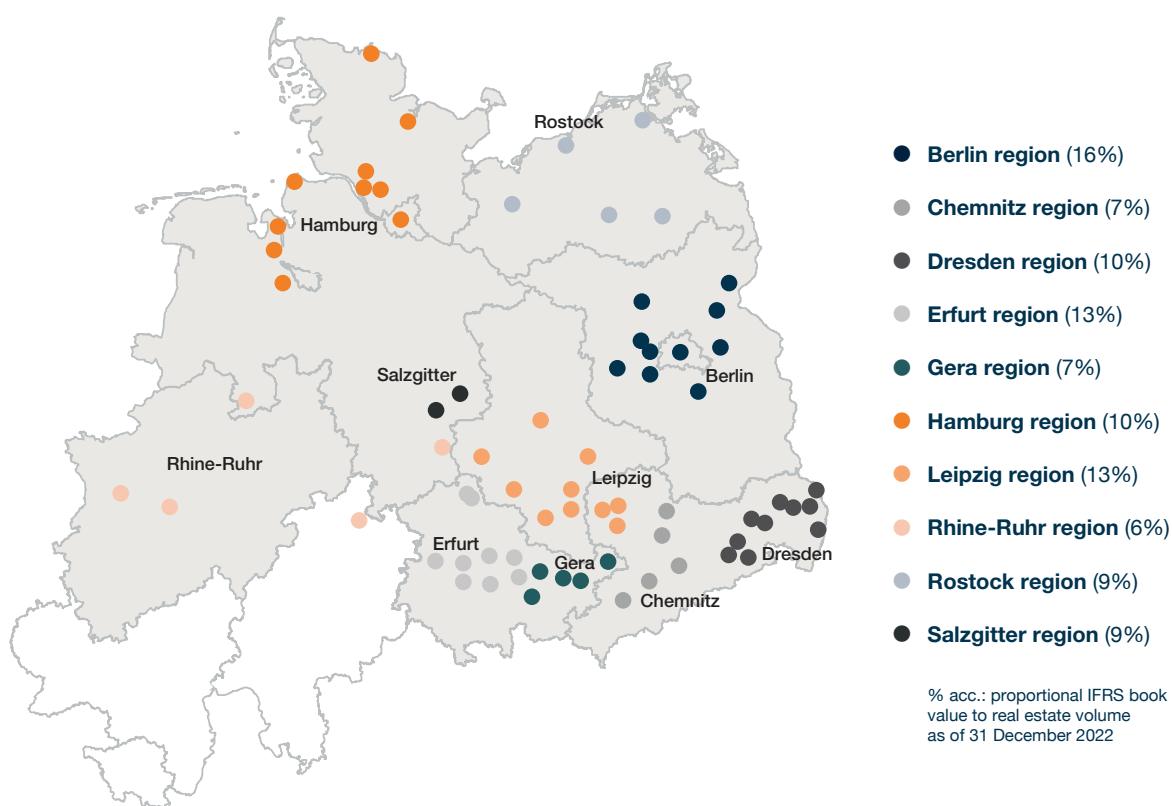 Rostock
Hamburg
Salzgitter
Berlin
Rhine-Ruhr
Leipzig
Erfurt
Gera
Dresden
Chemnitz
Berlin region (16%)
Chemnitz region (7%)
Dresden region (10%)
Erfurt region (13%)
Gera region (7%)
Hamburg region (10%)
Leipzig region (13%)
Rhine-Ruhr region (6%)
Rostock region (9%)
Salzgitter region (9%)
% acc.: proportional IFRS book
value to real estate volume
as of 31 December 2022